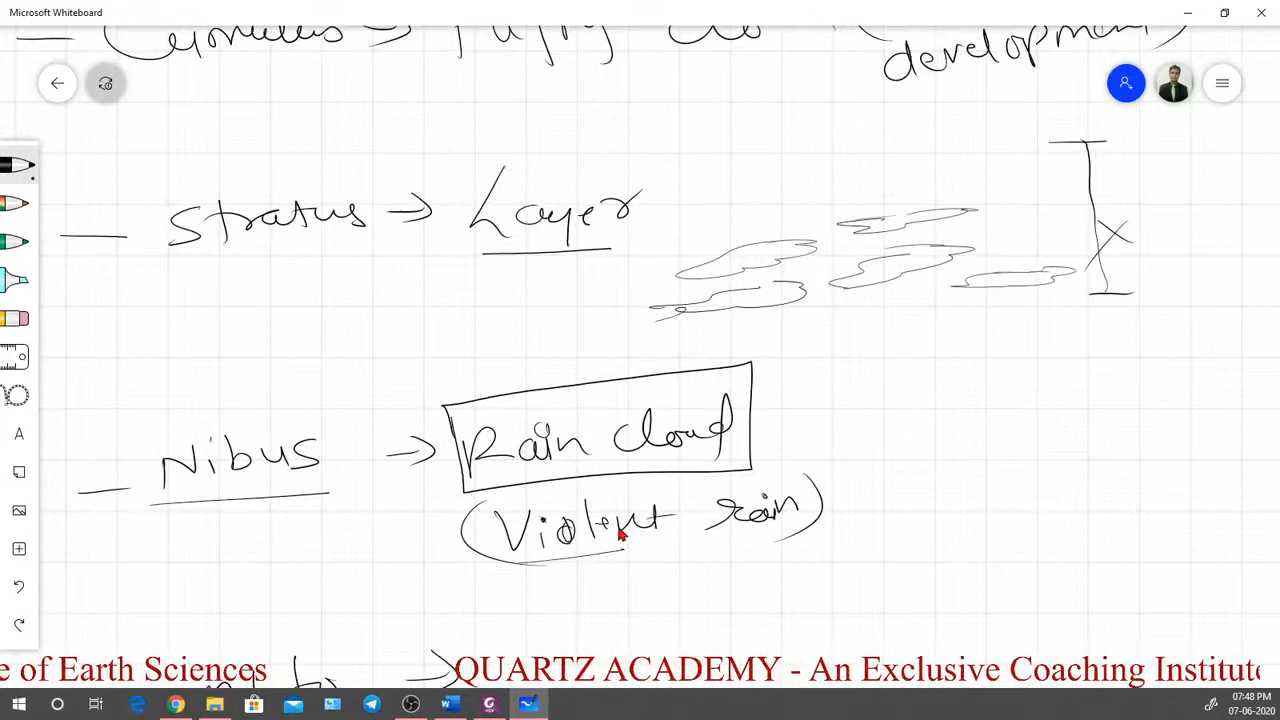 Microsoft Whiteboard
development)
— Stratus → Layer
— Nibus → Rain cloud
(Violent rain)
A
e of Earth Sciences QUARTZ ACADEMY - An Exclusive Coaching Institut
07:48 PM
07-06-2020